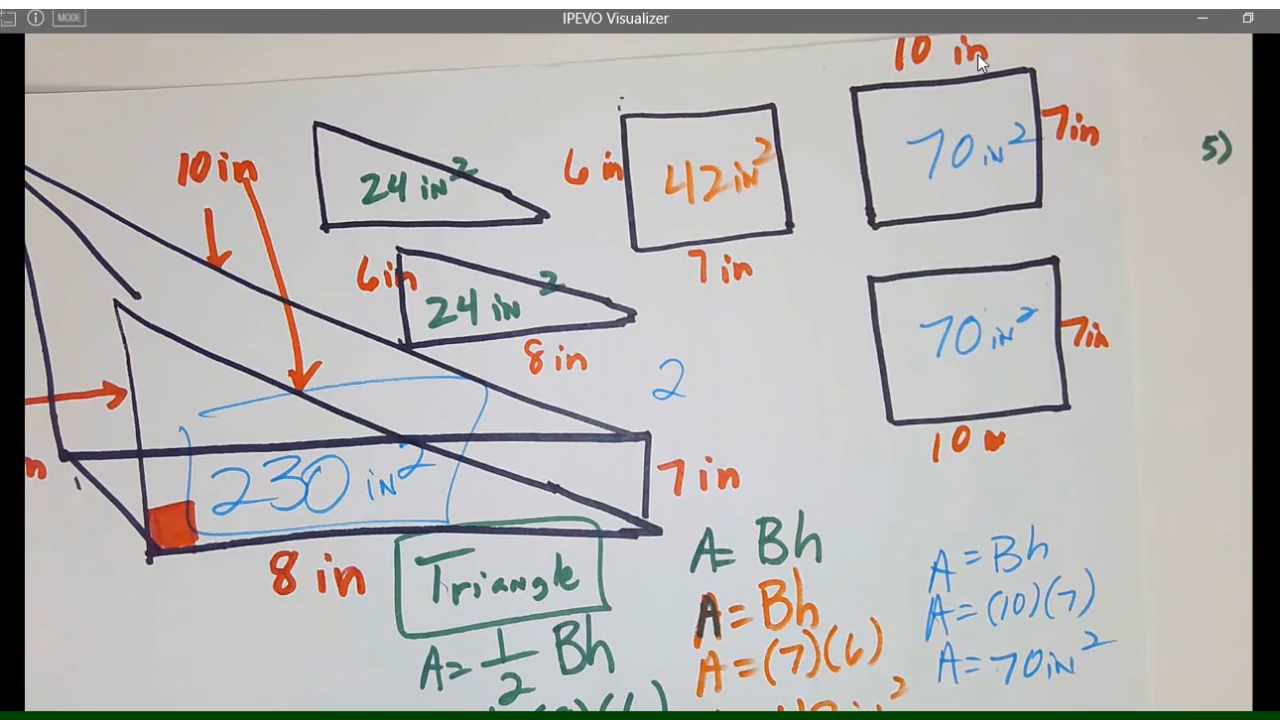 MODE
IPEVO Visualizer
10 in
7in
70 in²
5)
10 in
24 in²
6 in
42 in²
7 in
6 in
24 in²
8 in
70 in²
7in
10
2
230 in²
7 in
8 in
Triangle
A = 1/2 Bh
A = Bh
A = Bh
A = (7)(6)
A = Bh
A = (10)(7)
A = 70 in²